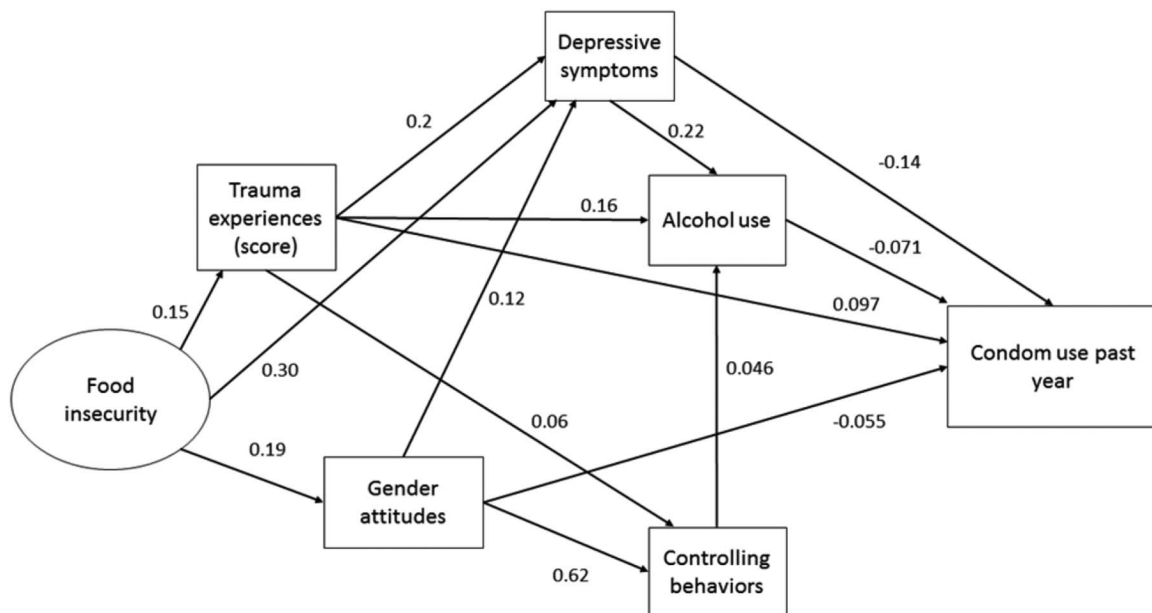 Depressive
symptoms
0.2
0.22
-0.14
Trauma
experiences
(score)
0.16
Alcohol use
-0.071
0.15
0.12
0.097
Food
insecurity
0.30
0.046
Condom use past
year
0.06
-0.055
0.19
Gender
attitudes
0.62
Controlling
behaviors